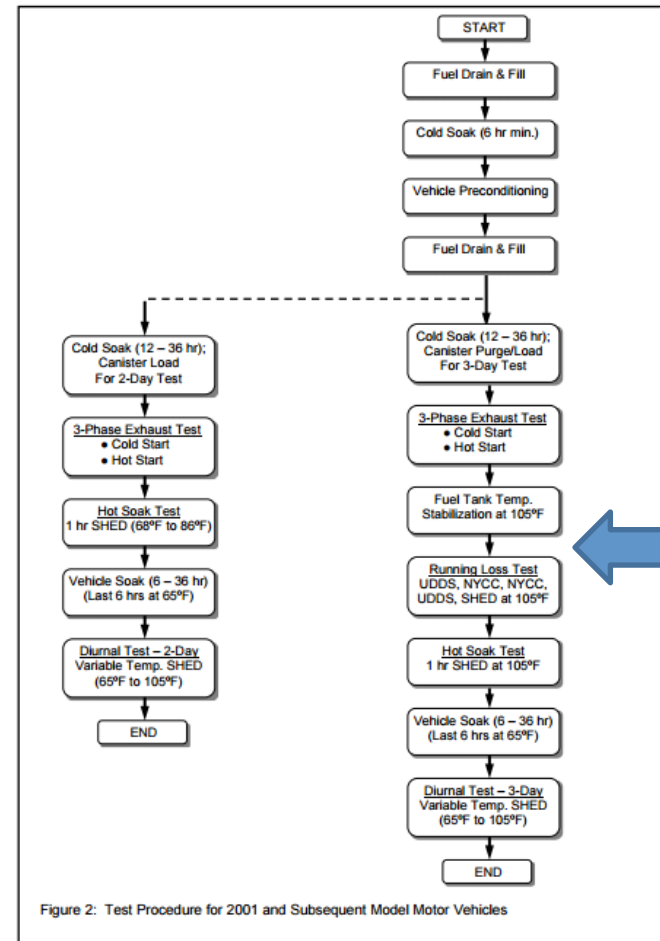 START
Fuel Drain & Fill
Cold Soak (6 hr min.)
Vehicle Preconditioning
Fuel Drain & Fill
Cold Soak (12 – 36 hr);
Canister Load
For 2-Day Test
3-Phase Exhaust Test
● Cold Start
● Hot Start
Hot Soak Test
1 hr SHED (68ºF to 86ºF)
Vehicle Soak (6 – 36 hr)
(Last 6 hrs at 65ºF)
Diurnal Test – 2-Day
Variable Temp. SHED
(65ºF to 105ºF)
END
Cold Soak (12 – 36 hr);
Canister Purge/Load
For 3-Day Test
3-Phase Exhaust Test
● Cold Start
● Hot Start
Fuel Tank Temp.
Stabilization at 105ºF
Running Loss Test
UDDS, NYCC, NYCC,
UDDS, SHED at 105ºF
Hot Soak Test
1 hr SHED at 105ºF
Vehicle Soak (6 – 36 hr)
(Last 6 hrs at 65ºF)
Diurnal Test – 3-Day
Variable Temp. SHED
(65ºF to 105ºF)
END
Figure 2: Test Procedure for 2001 and Subsequent Model Motor Vehicles